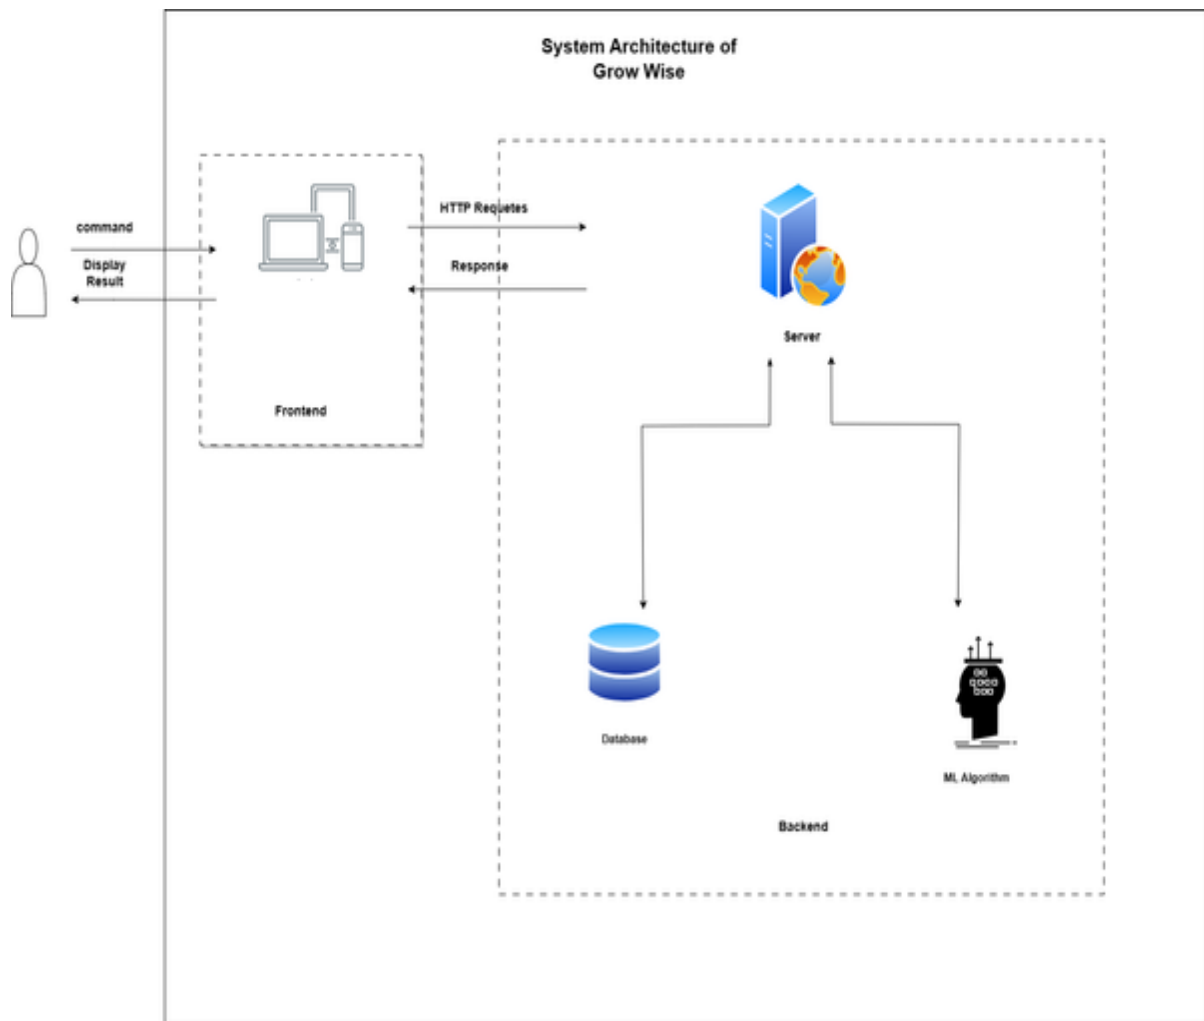 System Architecture of
Grow Wise
command
Display
Result
Frontend
HTTP Requetes
Response
Server
Database
ML Algorithm
Backend